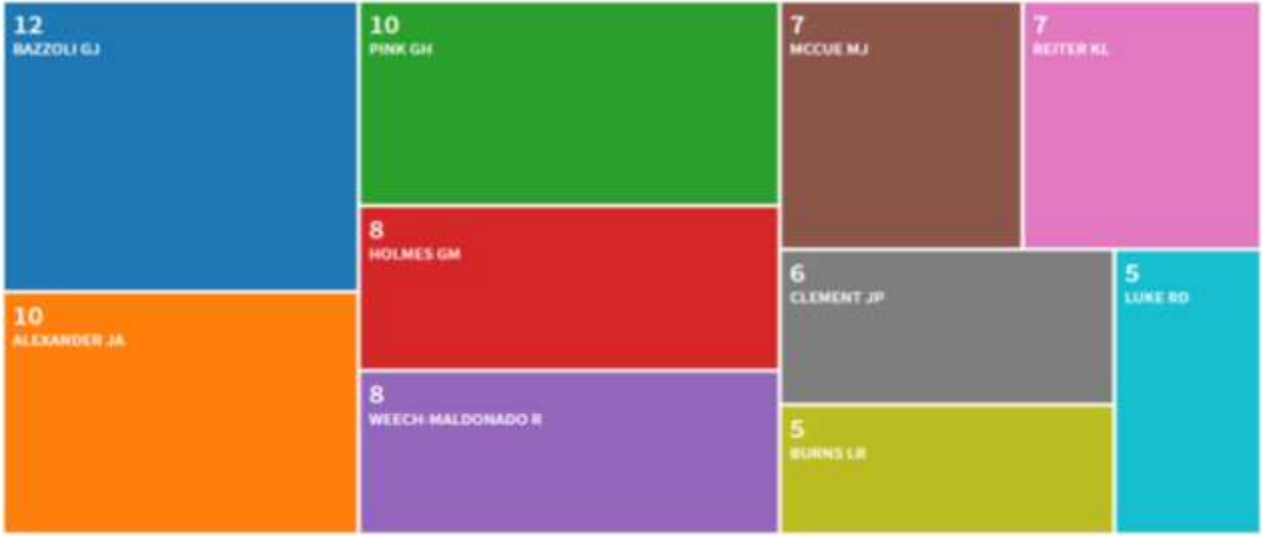 12
BAZZOLI GJ
10
ALEXANDER JA
10
PINK GH
8
HOLMES GM
8
WEECH-MALDONADO R
7
MCCUE MJ
7
REITER KL
6
CLEMENT JP
5
BURNS LR
5
LUKE RD